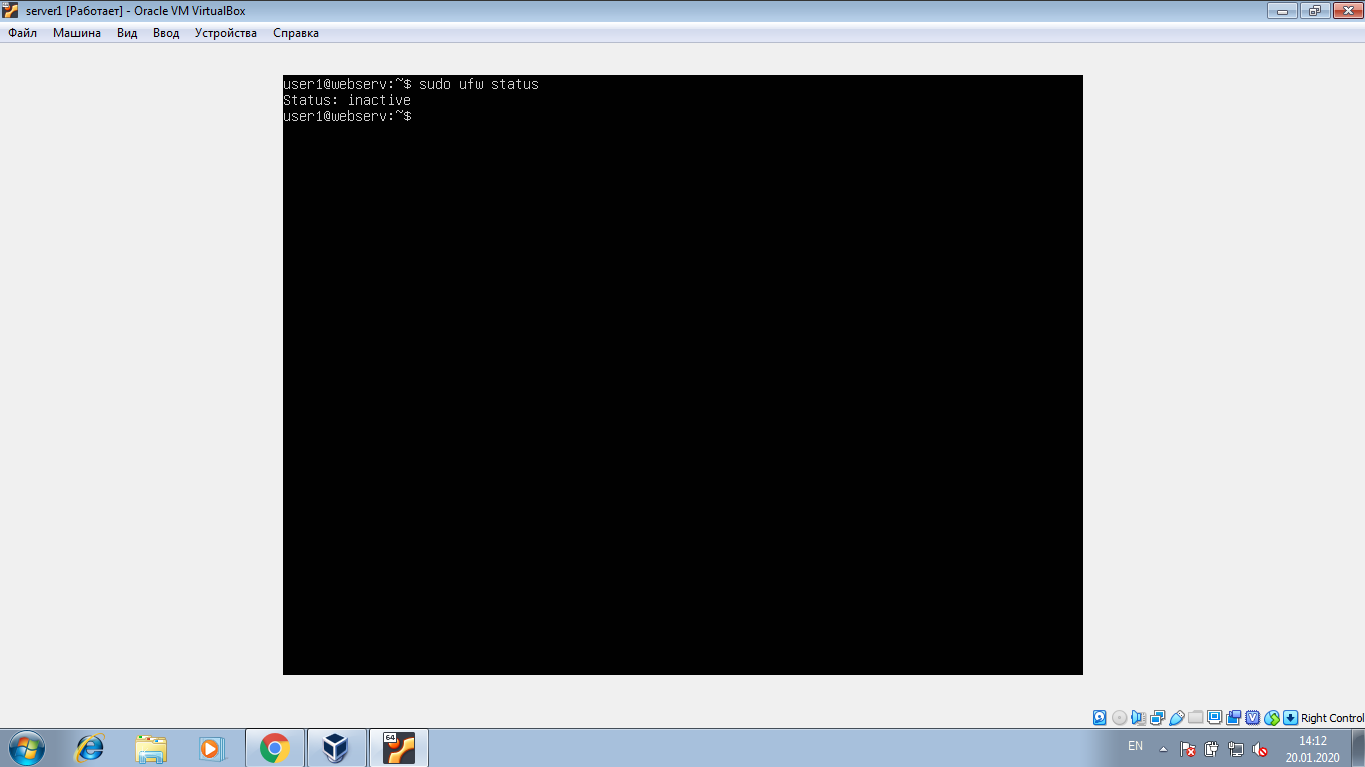 server1 [Работает] - Oracle VM VirtualBox
Файл Машина Вид Ввод Устройства Справка
user1@webserv:~$ sudo ufw status
Status: inactive
user1@webserv:~$
Right Control
64
EN
14:12
20.01.2020